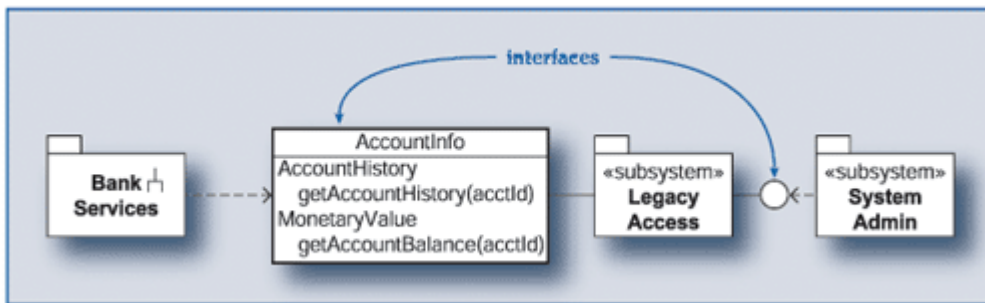 interfaces
Bank
Services
AccountInfo
AccountHistory
getAccountHistory(acctId)
MonetaryValue
getAccountBalance(acctId)
«subsystem»
Legacy
Access
«subsystem»
System
Admin